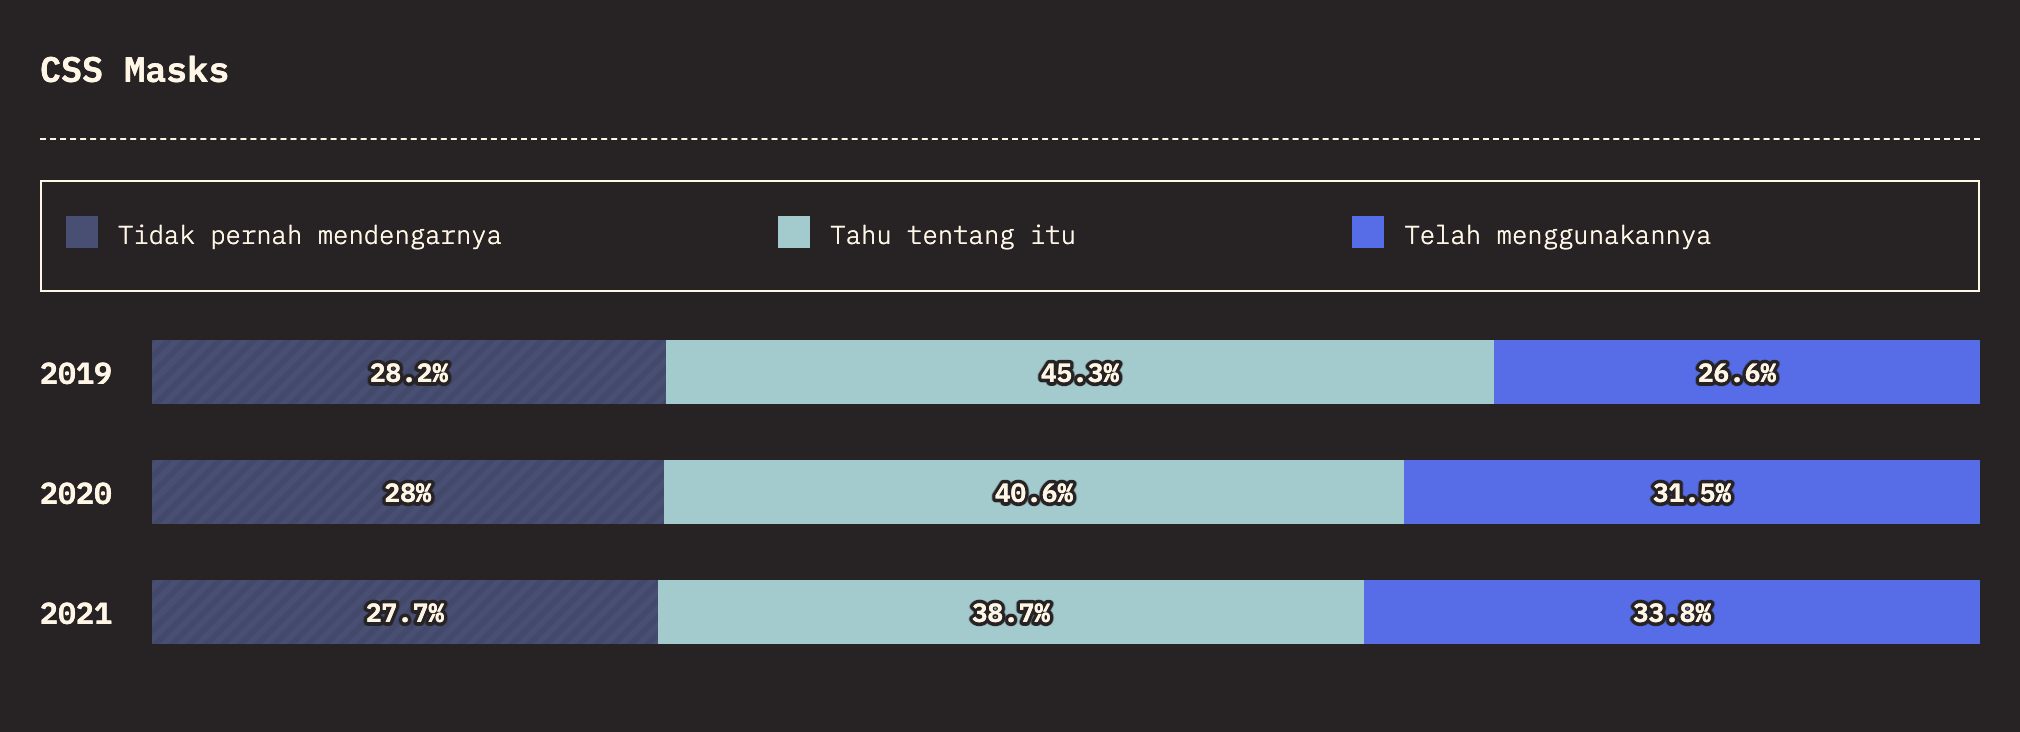 CSS Masks
Tidak pernah mendengarnya Tahu tentang itu Telah menggunakannya
2019 28.2% 45.3% 26.6%
2020 28% 40.6% 31.5%
2021 27.7% 38.7% 33.8%